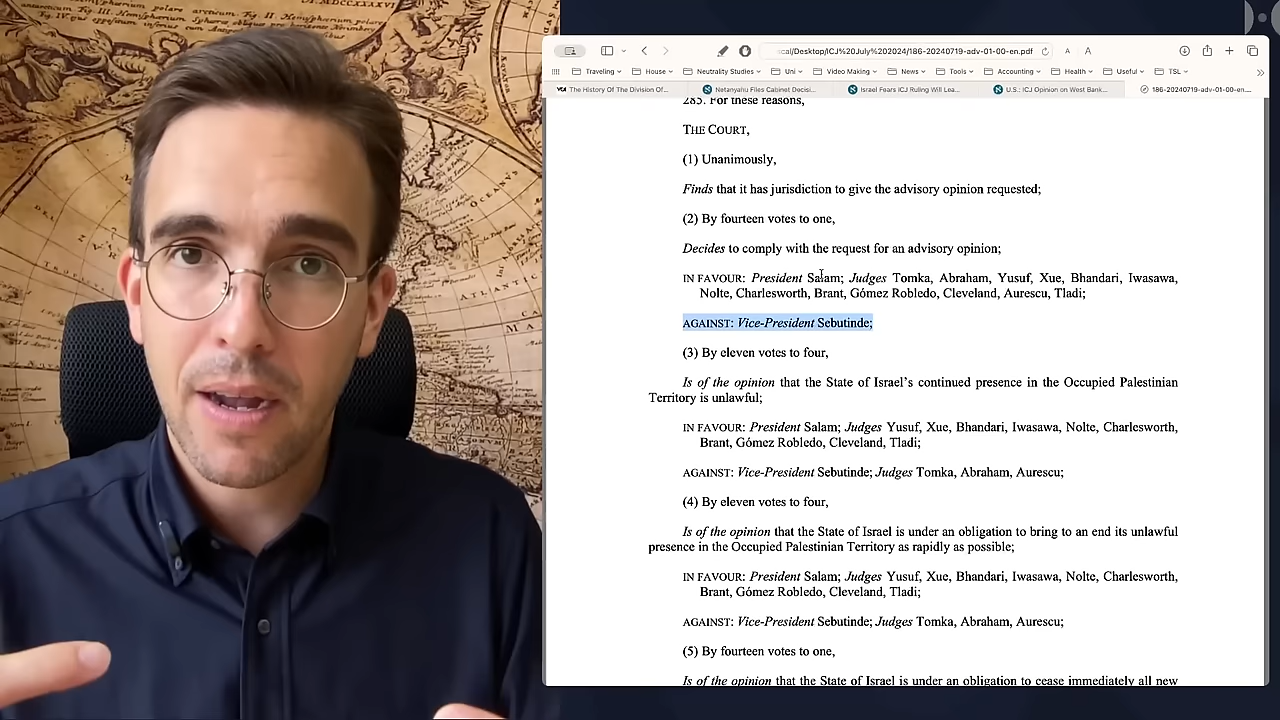 cal/Desktop/ICJ%20July%202024/186-20240719-adv-01-00-en.pdf
A A
Traveling House Neutrality Studies Uni Video Making News Tools Accounting Health Useful TSL
The History Of The Division Of... Netanyahu Files Cabinet Decisi... Israel Fears ICJ Ruling Will Lea... U.S.: ICJ Opinion on West Bank... 186-20240719-adv-01-00-en....
285. For these reasons,
THE COURT,
(1) Unanimously,
Finds that it has jurisdiction to give the advisory opinion requested;
(2) By fourteen votes to one,
Decides to comply with the request for an advisory opinion;
IN FAVOUR: President Salam; Judges Tomka, Abraham, Yusuf, Xue, Bhandari, Iwasawa,
Nolte, Charlesworth, Brant, Gómez Robledo, Cleveland, Aurescu, Tladi;
AGAINST: Vice-President Sebutinde;
(3) By eleven votes to four,
Is of the opinion that the State of Israel's continued presence in the Occupied Palestinian
Territory is unlawful;
IN FAVOUR: President Salam; Judges Yusuf, Xue, Bhandari, Iwasawa, Nolte, Charlesworth,
Brant, Gómez Robledo, Cleveland, Tladi;
AGAINST: Vice-President Sebutinde; Judges Tomka, Abraham, Aurescu;
(4) By eleven votes to four,
Is of the opinion that the State of Israel is under an obligation to bring to an end its unlawful
presence in the Occupied Palestinian Territory as rapidly as possible;
IN FAVOUR: President Salam; Judges Yusuf, Xue, Bhandari, Iwasawa, Nolte, Charlesworth,
Brant, Gómez Robledo, Cleveland, Tladi;
AGAINST: Vice-President Sebutinde; Judges Tomka, Abraham, Aurescu;
(5) By fourteen votes to one,
Is of the opinion that the State of Israel is under an obligation to cease immediately all new